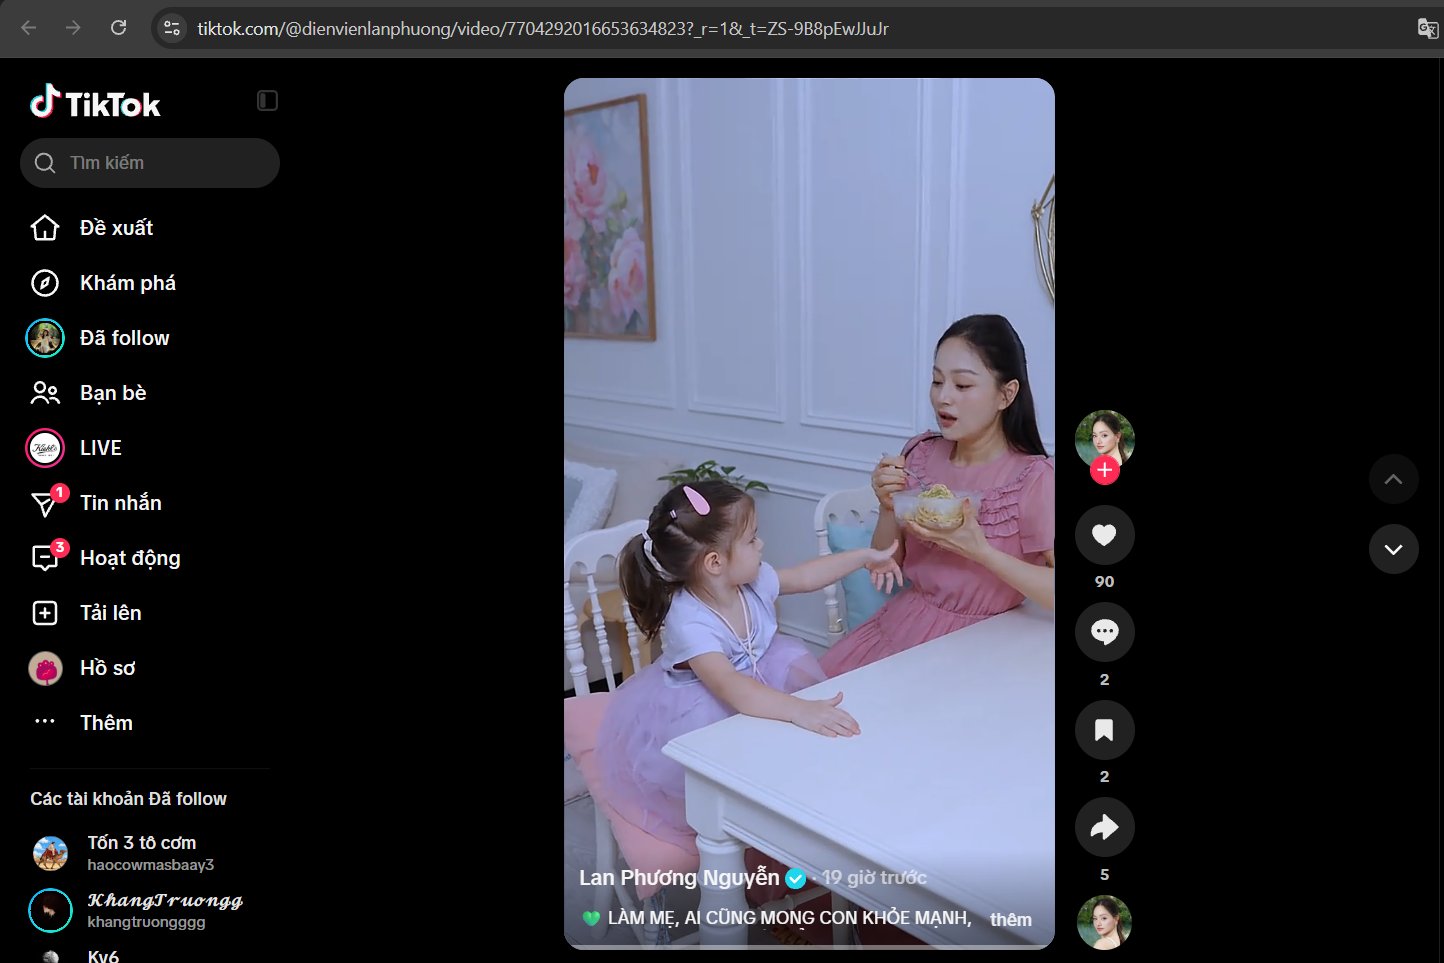 tiktok.com/@dienvienlanphuong/video/7704292016653634823?_r=1&_t=ZS-9B8pEwJJuJr
TikTok
Tìm kiếm
Đề xuất
Khám phá
Đã follow
Bạn bè
LIVE
1
Tin nhắn
3
Hoạt động
Tải lên
Hồ sơ
Thêm
Các tài khoản Đã follow
Tốn 3 tô cơm
haocowmasbaay3
𝓚𝓱𝓪𝓷𝓰𝓣𝓻𝓾𝓸𝓷𝓰𝓰
khangtruongggg
Kv6
Lan Phương Nguyễn · 19 giờ trước
💚 LÀM MẸ, AI CŨNG MONG CON KHỎE MẠNH, thêm
90
2
2
5